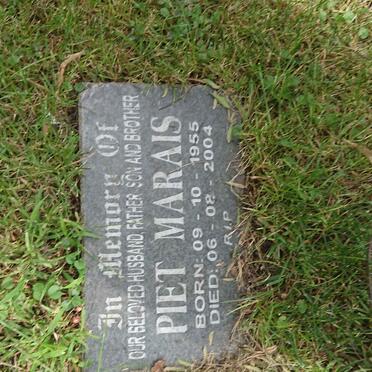 In Memory Of
OUR BELOVED HUSBAND, FATHER, SON AND BROTHER
PIET MARAIS
BORN: 09 - 10 - 1955
DIED: 06 - 08 - 2004
R.I.P